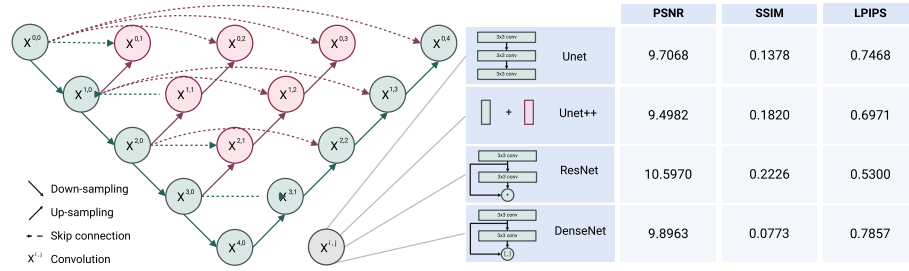 X0,0
X0,1
X0,2
X0,3
X0,4
X1,0
X1,1
X1,2
X1,3
X2,0
X2,1
X2,2
X3,0
X3,1
X4,0
Xi,j
Down-sampling
Up-sampling
Skip connection
Xi,j Convolution
PSNR SSIM LPIPS
3x3 conv
3x3 conv
3x3 conv
Unet 9.7068 0.1378 0.7468
+ Unet++ 9.4982 0.1820 0.6971
3x3 conv
3x3 conv
+
ResNet 10.5970 0.2226 0.5300
3x3 conv
3x3 conv
[,]
DenseNet 9.8963 0.0773 0.7857